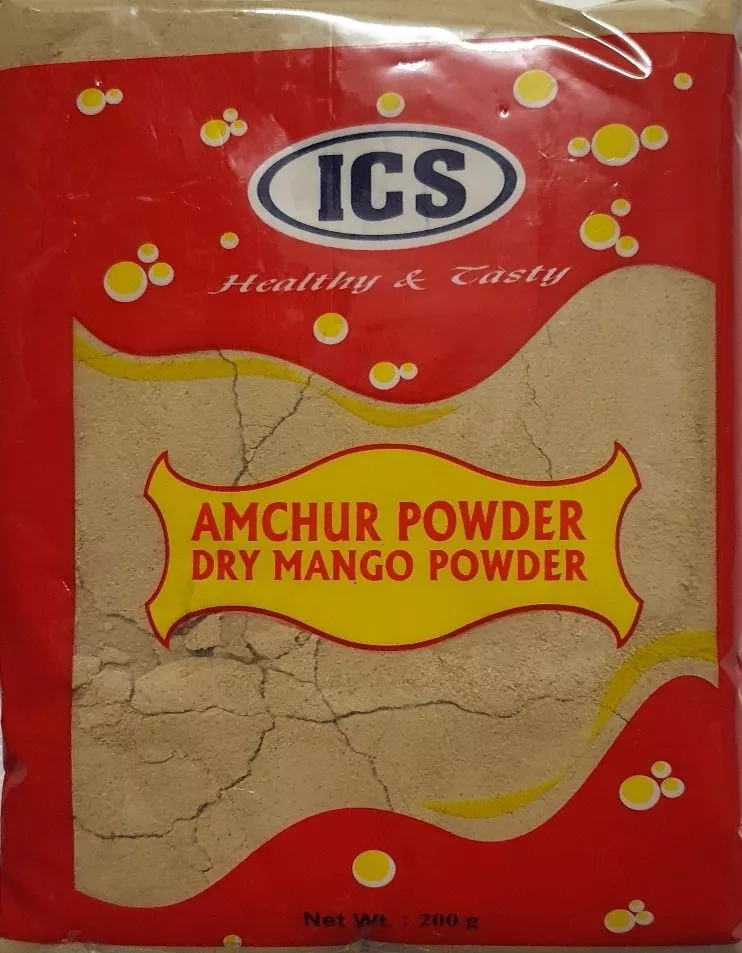 ICS
Healthy & Tasty
AMCHUR POWDER
DRY MANGO POWDER
Net Wt. : 200 g